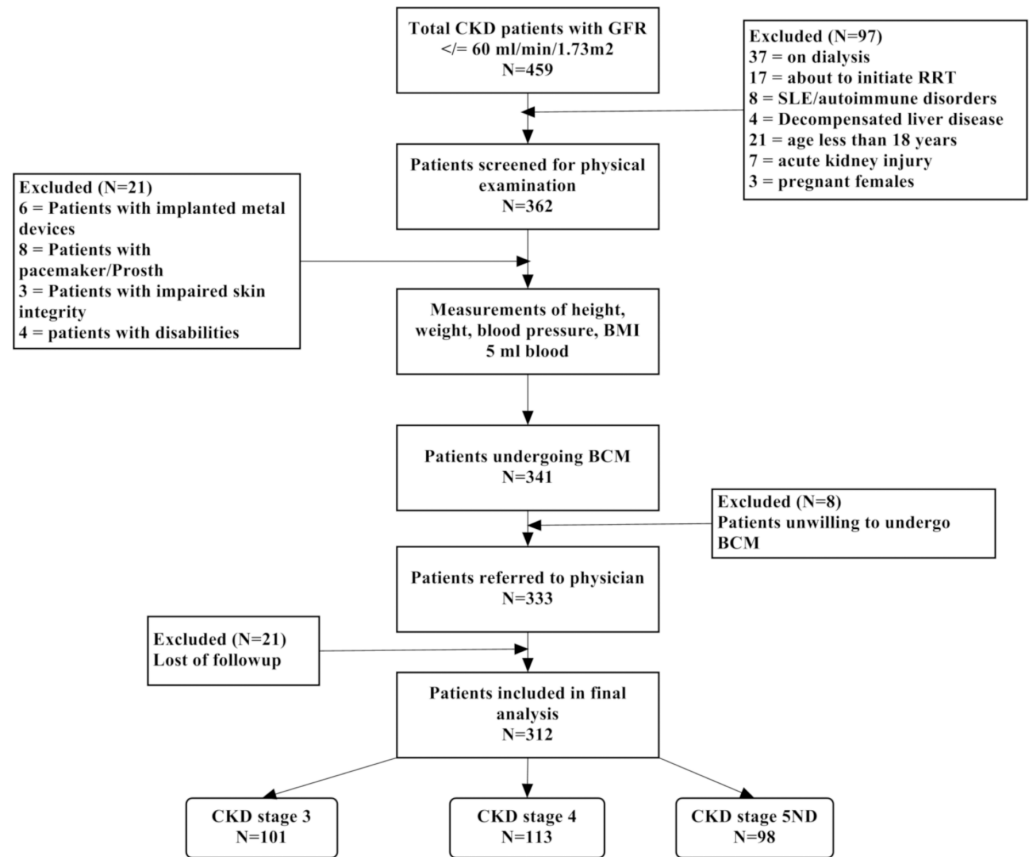 Total CKD patients with GFR
</= 60 ml/min/1.73m2
N=459
Excluded (N=97)
37 = on dialysis
17 = about to initiate RRT
8 = SLE/autoimmune disorders
4 = Decompensated liver disease
21 = age less than 18 years
7 = acute kidney injury
3 = pregnant females
Patients screened for physical
examination
N=362
Excluded (N=21)
6 = Patients with implanted metal
devices
8 = Patients with
pacemaker/Prosth
3 = Patients with impaired skin
integrity
4 = patients with disabilities
Measurements of height,
weight, blood pressure, BMI
5 ml blood
Patients undergoing BCM
N=341
Excluded (N=8)
Patients unwilling to undergo
BCM
Patients referred to physician
N=333
Excluded (N=21)
Lost of followup
Patients included in final
analysis
N=312
CKD stage 3
N=101
CKD stage 4
N=113
CKD stage 5ND
N=98